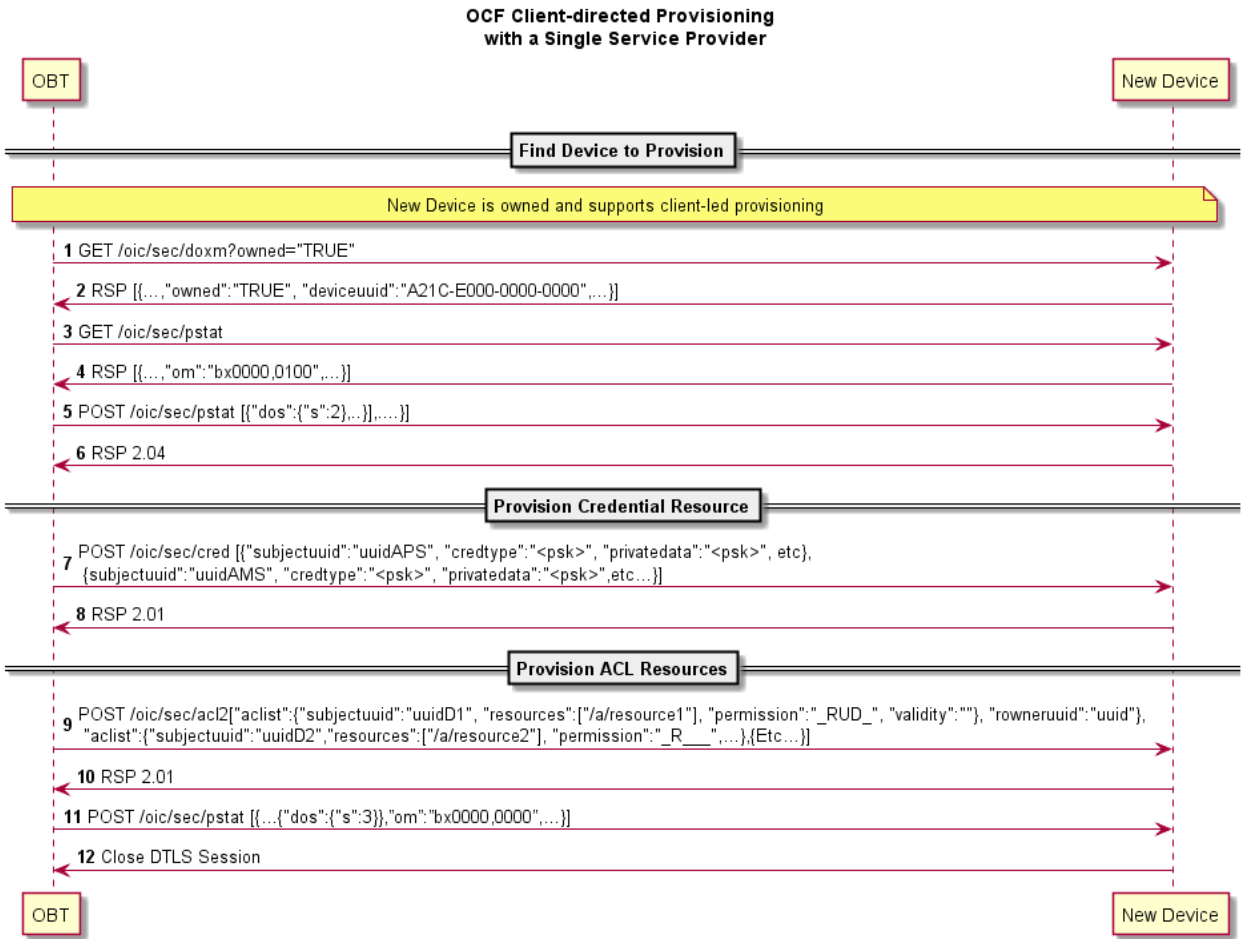 OCF Client-directed Provisioning
with a Single Service Provider
OBT
New Device
Find Device to Provision
New Device is owned and supports client-led provisioning
1 GET /oic/sec/doxm?owned="TRUE"
2 RSP [{...,"owned":"TRUE", "deviceuuid":"A21C-E000-0000-0000",...}]
3 GET /oic/sec/pstat
4 RSP [{...,"om":"bx0000,0100",...}]
5 POST /oic/sec/pstat [{"dos":{"s":2},..}],....}]
6 RSP 2.04
Provision Credential Resource
7 POST /oic/sec/cred [{"subjectuuid":"uuidAPS", "credtype":"<psk>", "privatedata":"<psk>", etc},
{subjectuuid":"uuidAMS", "credtype":"<psk>", "privatedata":"<psk>",etc...}]
8 RSP 2.01
Provision ACL Resources
9 POST /oic/sec/acl2["aclist":{"subjectuuid":"uuidD1", "resources":["/a/resource1"], "permission":"_RUD_", "validity":""}, "rowneruuid":"uuid"},
"aclist":{"subjectuuid":"uuidD2","resources":["/a/resource2"], "permission":"_R___",...},{Etc...}]
10 RSP 2.01
11 POST /oic/sec/pstat [{...{"dos":{"s":3}},"om":"bx0000,0000",...}]
12 Close DTLS Session
OBT
New Device